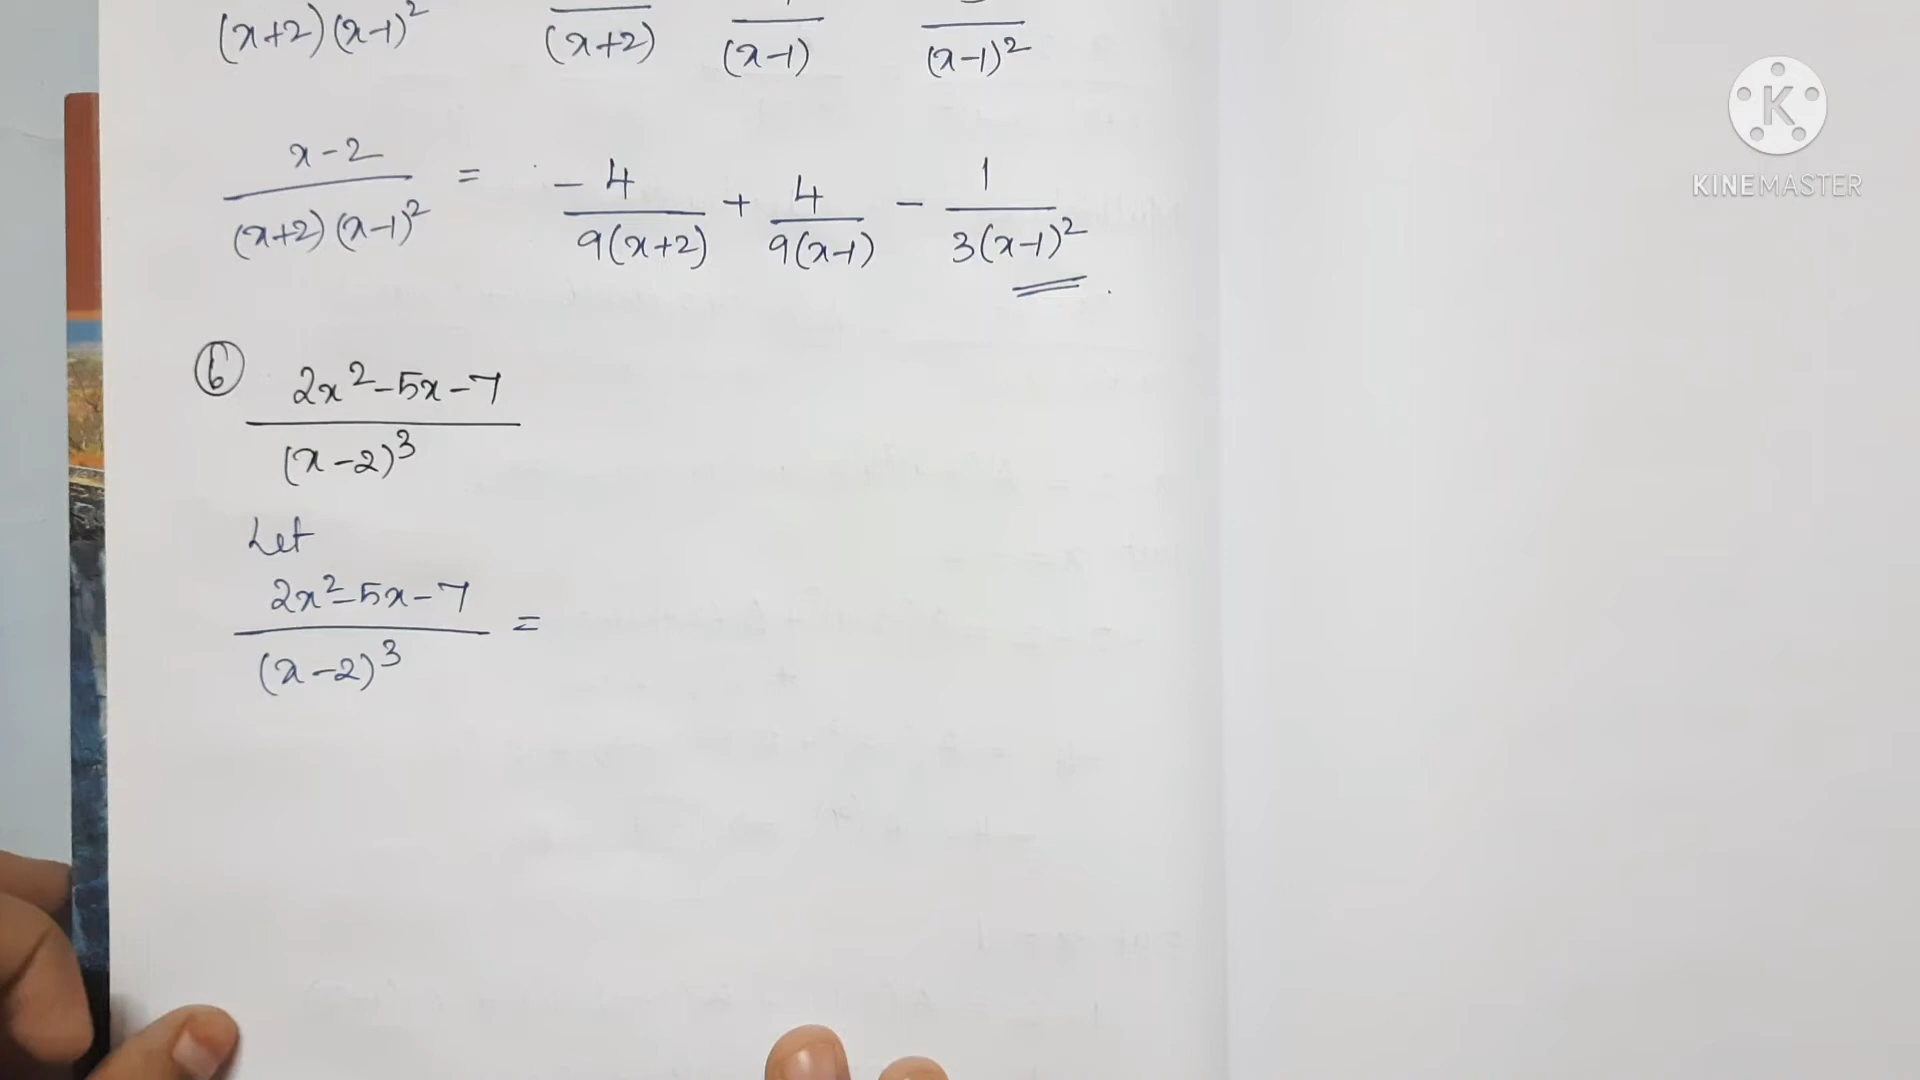 (x+2)(x-1)² (x+2) (x-1) (x-1)²
x-2 / (x+2)(x-1)² = -4 / 9(x+2) + 4 / 9(x-1) - 1 / 3(x-1)²
⑥ 2x²-5x-7 / (x-2)³
Let
2x²-5x-7 / (x-2)³ =
KINEMASTER